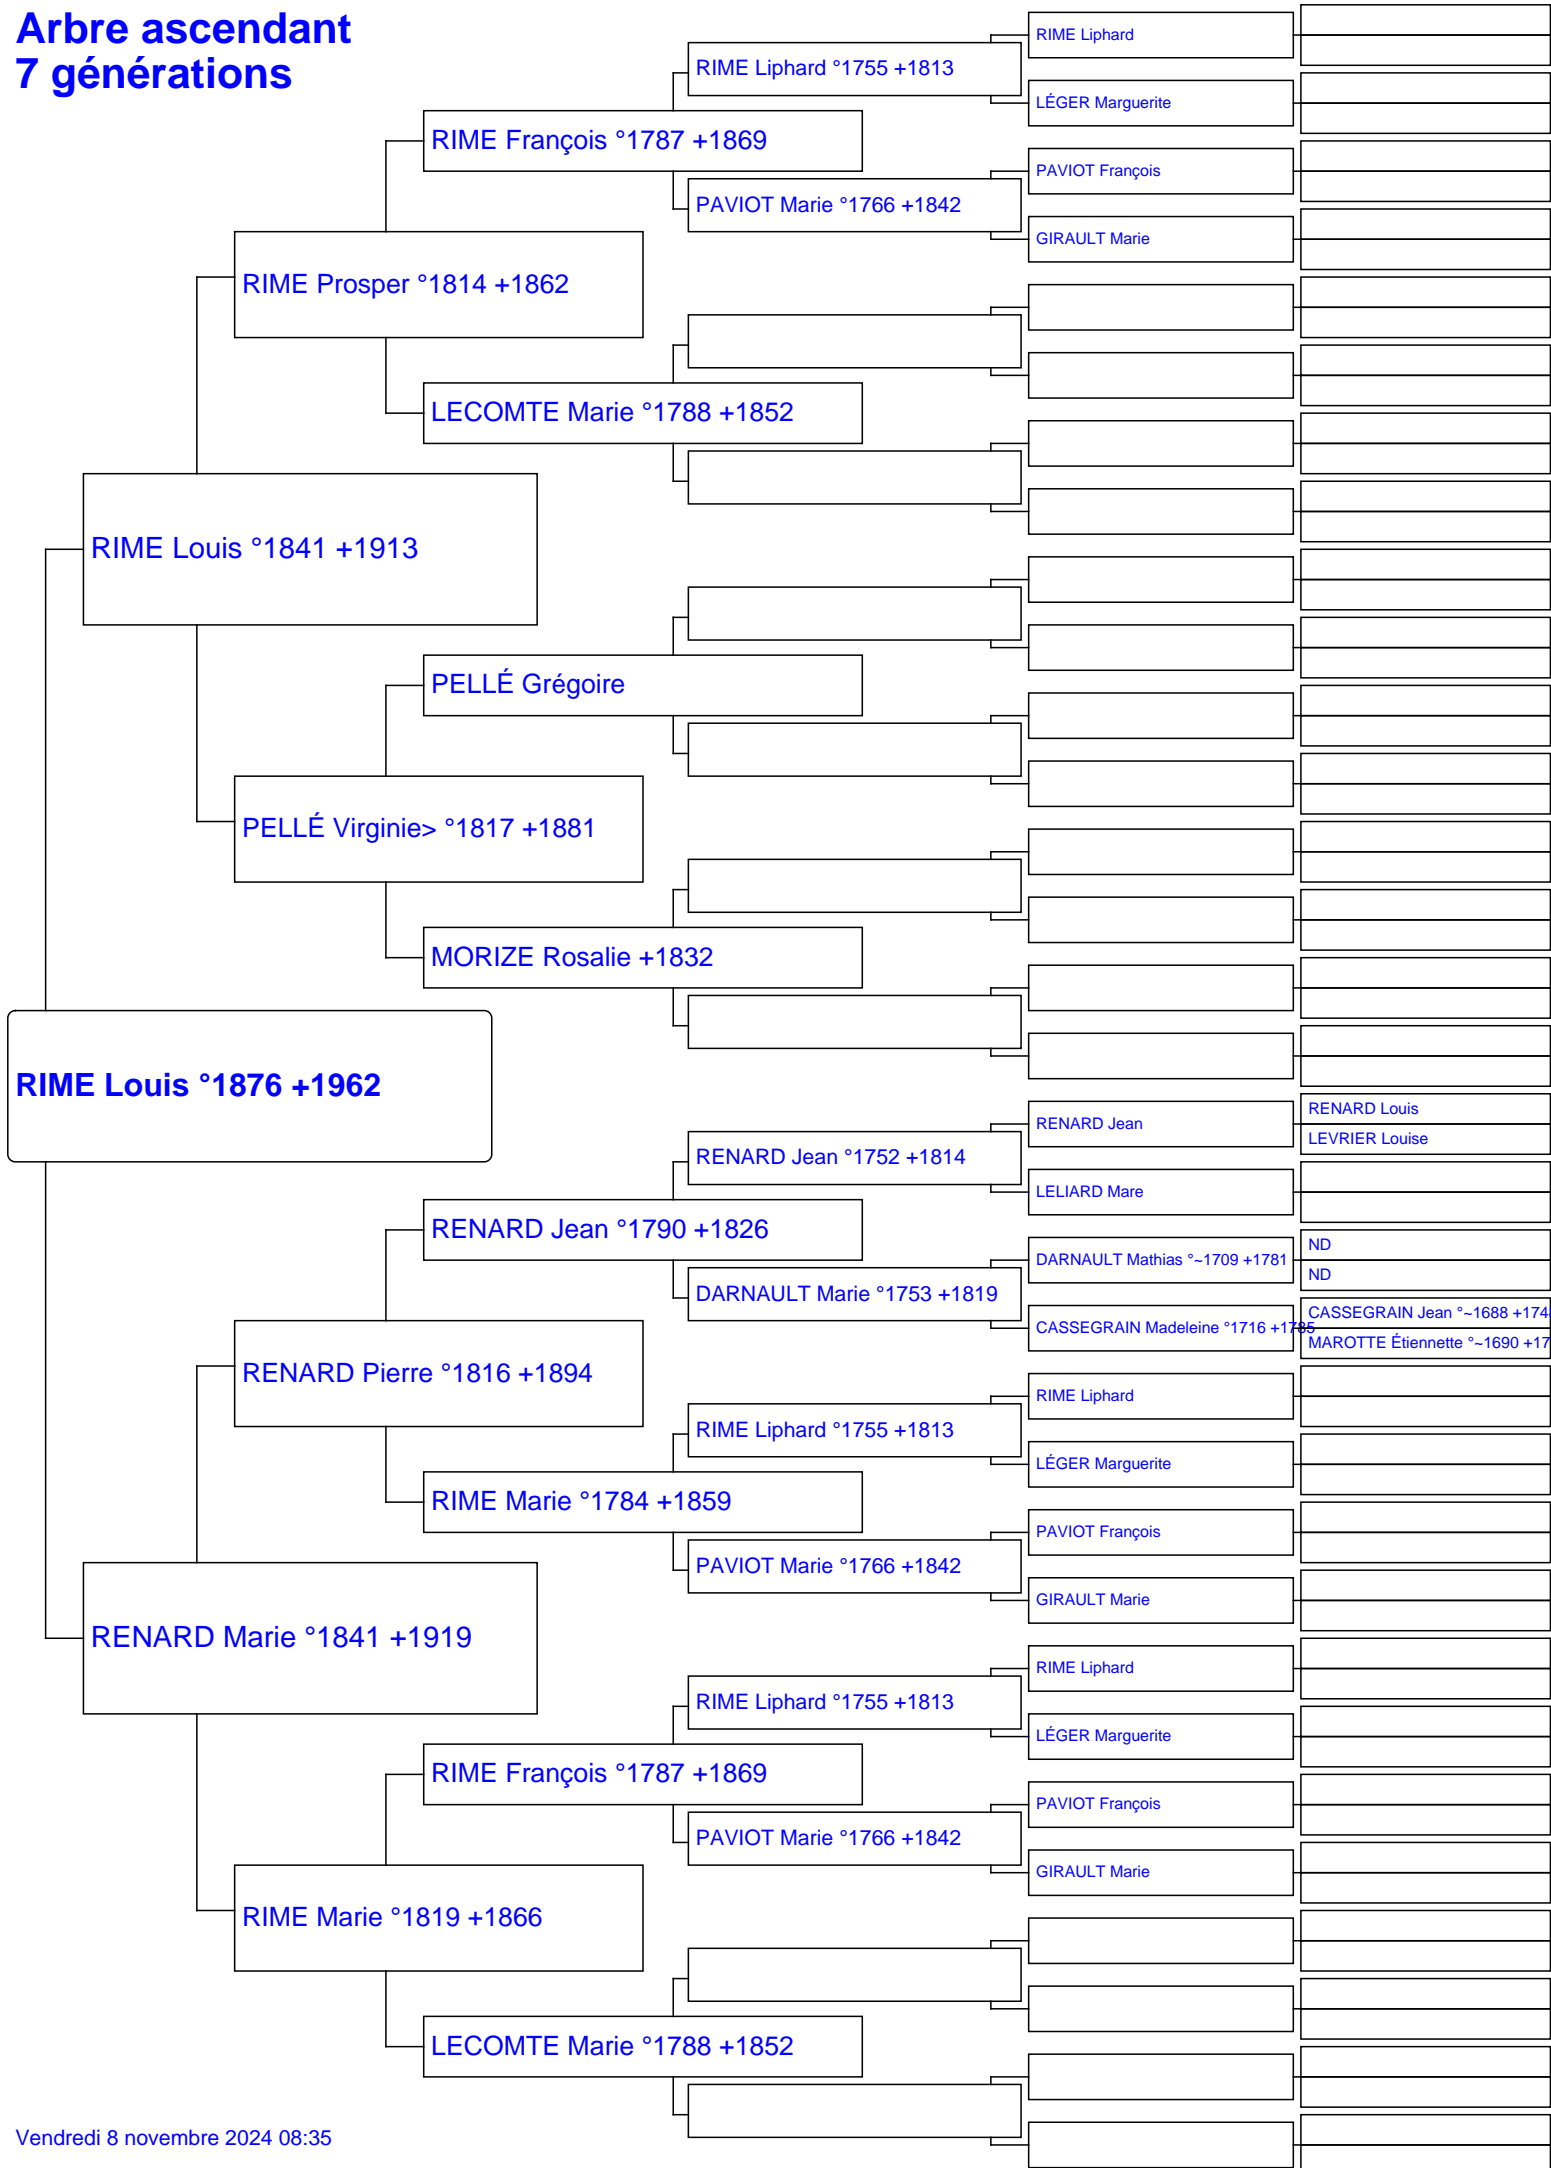 Arbre ascendant
7 générations
RIME Louis °1876 +1962
RIME Louis °1841 +1913
RENARD Marie °1841 +1919
RIME Prosper °1814 +1862
PELLÉ Virginie> °1817 +1881
RENARD Pierre °1816 +1894
RIME Marie °1819 +1866
RIME François °1787 +1869
LECOMTE Marie °1788 +1852
PELLÉ Grégoire
MORIZE Rosalie +1832
RENARD Jean °1790 +1826
RIME Marie °1784 +1859
RIME François °1787 +1869
LECOMTE Marie °1788 +1852
RIME Liphard °1755 +1813
PAVIOT Marie °1766 +1842
RENARD Jean °1752 +1814
DARNAULT Marie °1753 +1819
RIME Liphard °1755 +1813
PAVIOT Marie °1766 +1842
RIME Liphard °1755 +1813
PAVIOT Marie °1766 +1842
RIME Liphard
LÉGER Marguerite
PAVIOT François
GIRAULT Marie
RENARD Jean
LELIARD Mare
DARNAULT Mathias °~1709 +1781
CASSEGRAIN Madeleine °1716 +1785
RIME Liphard
LÉGER Marguerite
PAVIOT François
GIRAULT Marie
RIME Liphard
LÉGER Marguerite
PAVIOT François
GIRAULT Marie
RENARD Louis
LEVRIER Louise
ND
ND
CASSEGRAIN Jean °~1688
MAROTTE Étiennette °~1690
Vendredi 8 novembre 2024 08:35